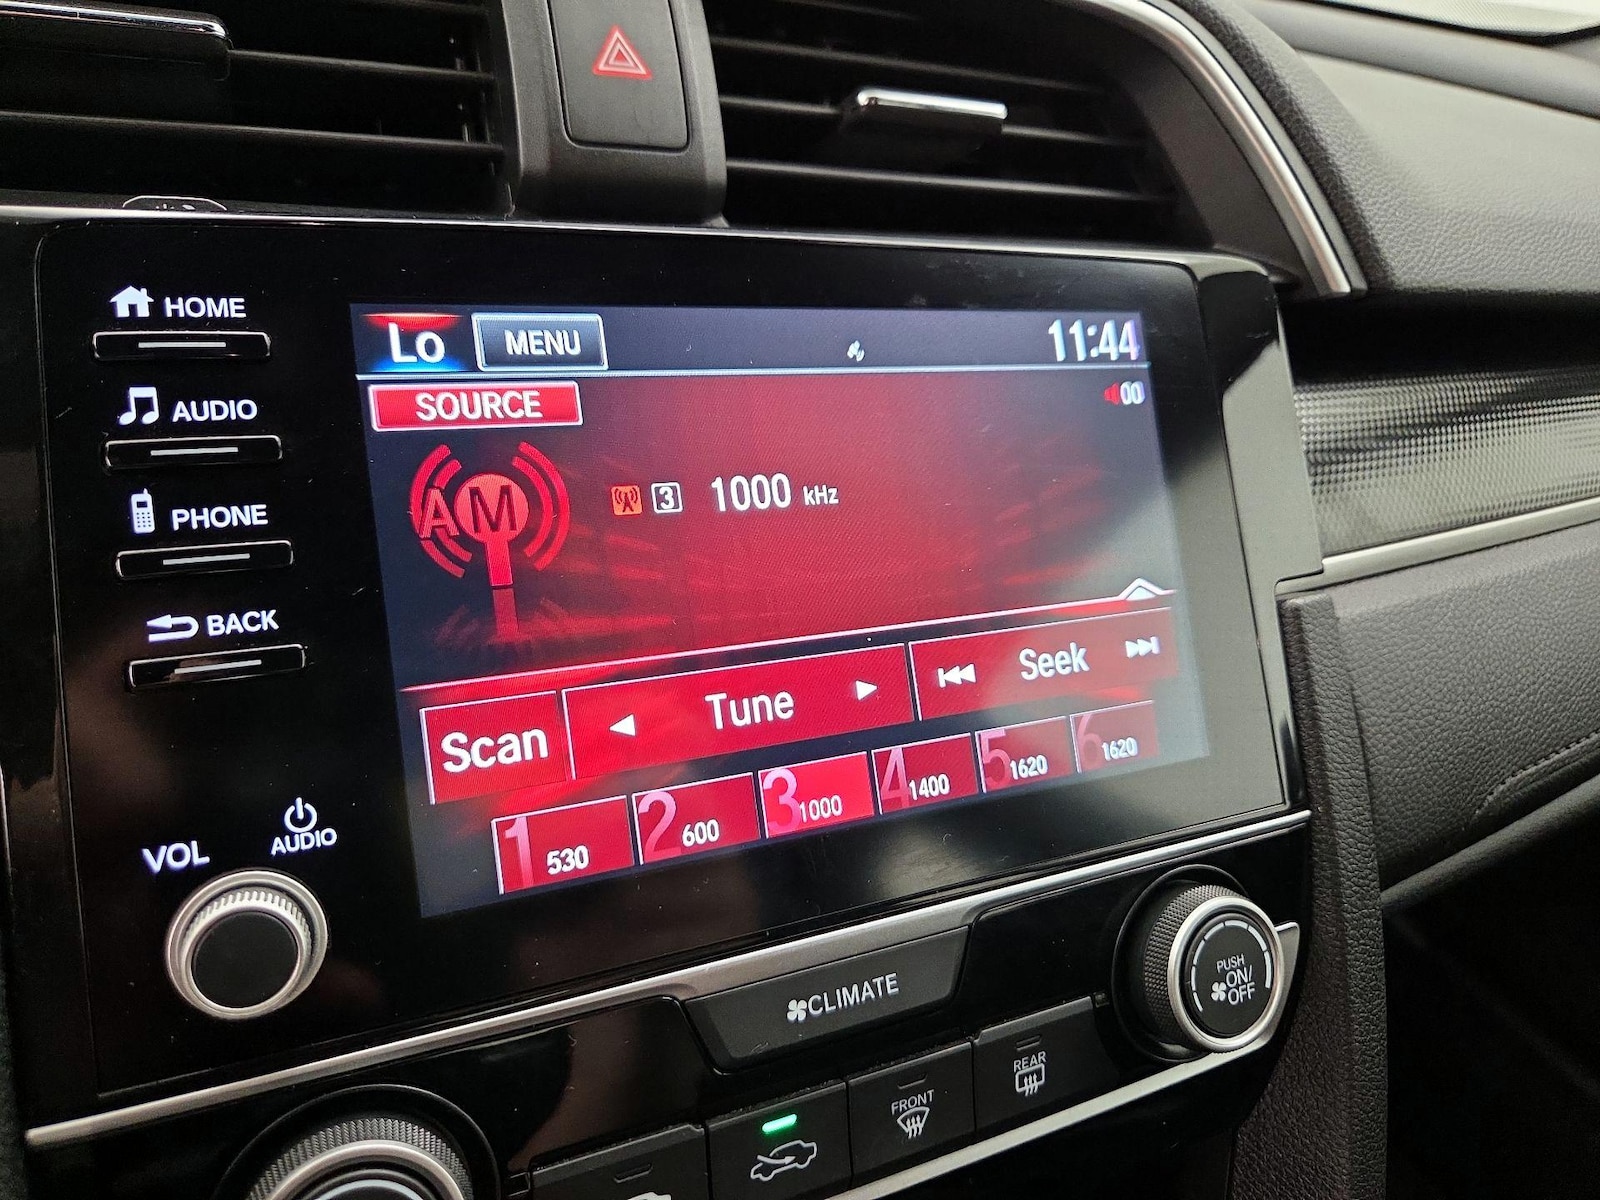 HOME
AUDIO
PHONE
BACK
VOL
AUDIO
Lo MENU 11:44
SOURCE 00
AM 3 1000 kHz
Scan Tune Seek
1 530 2 600 3 1000 4 1400 5 1620 6 1620
CLIMATE
PUSH
ON/
OFF
FRONT
REAR